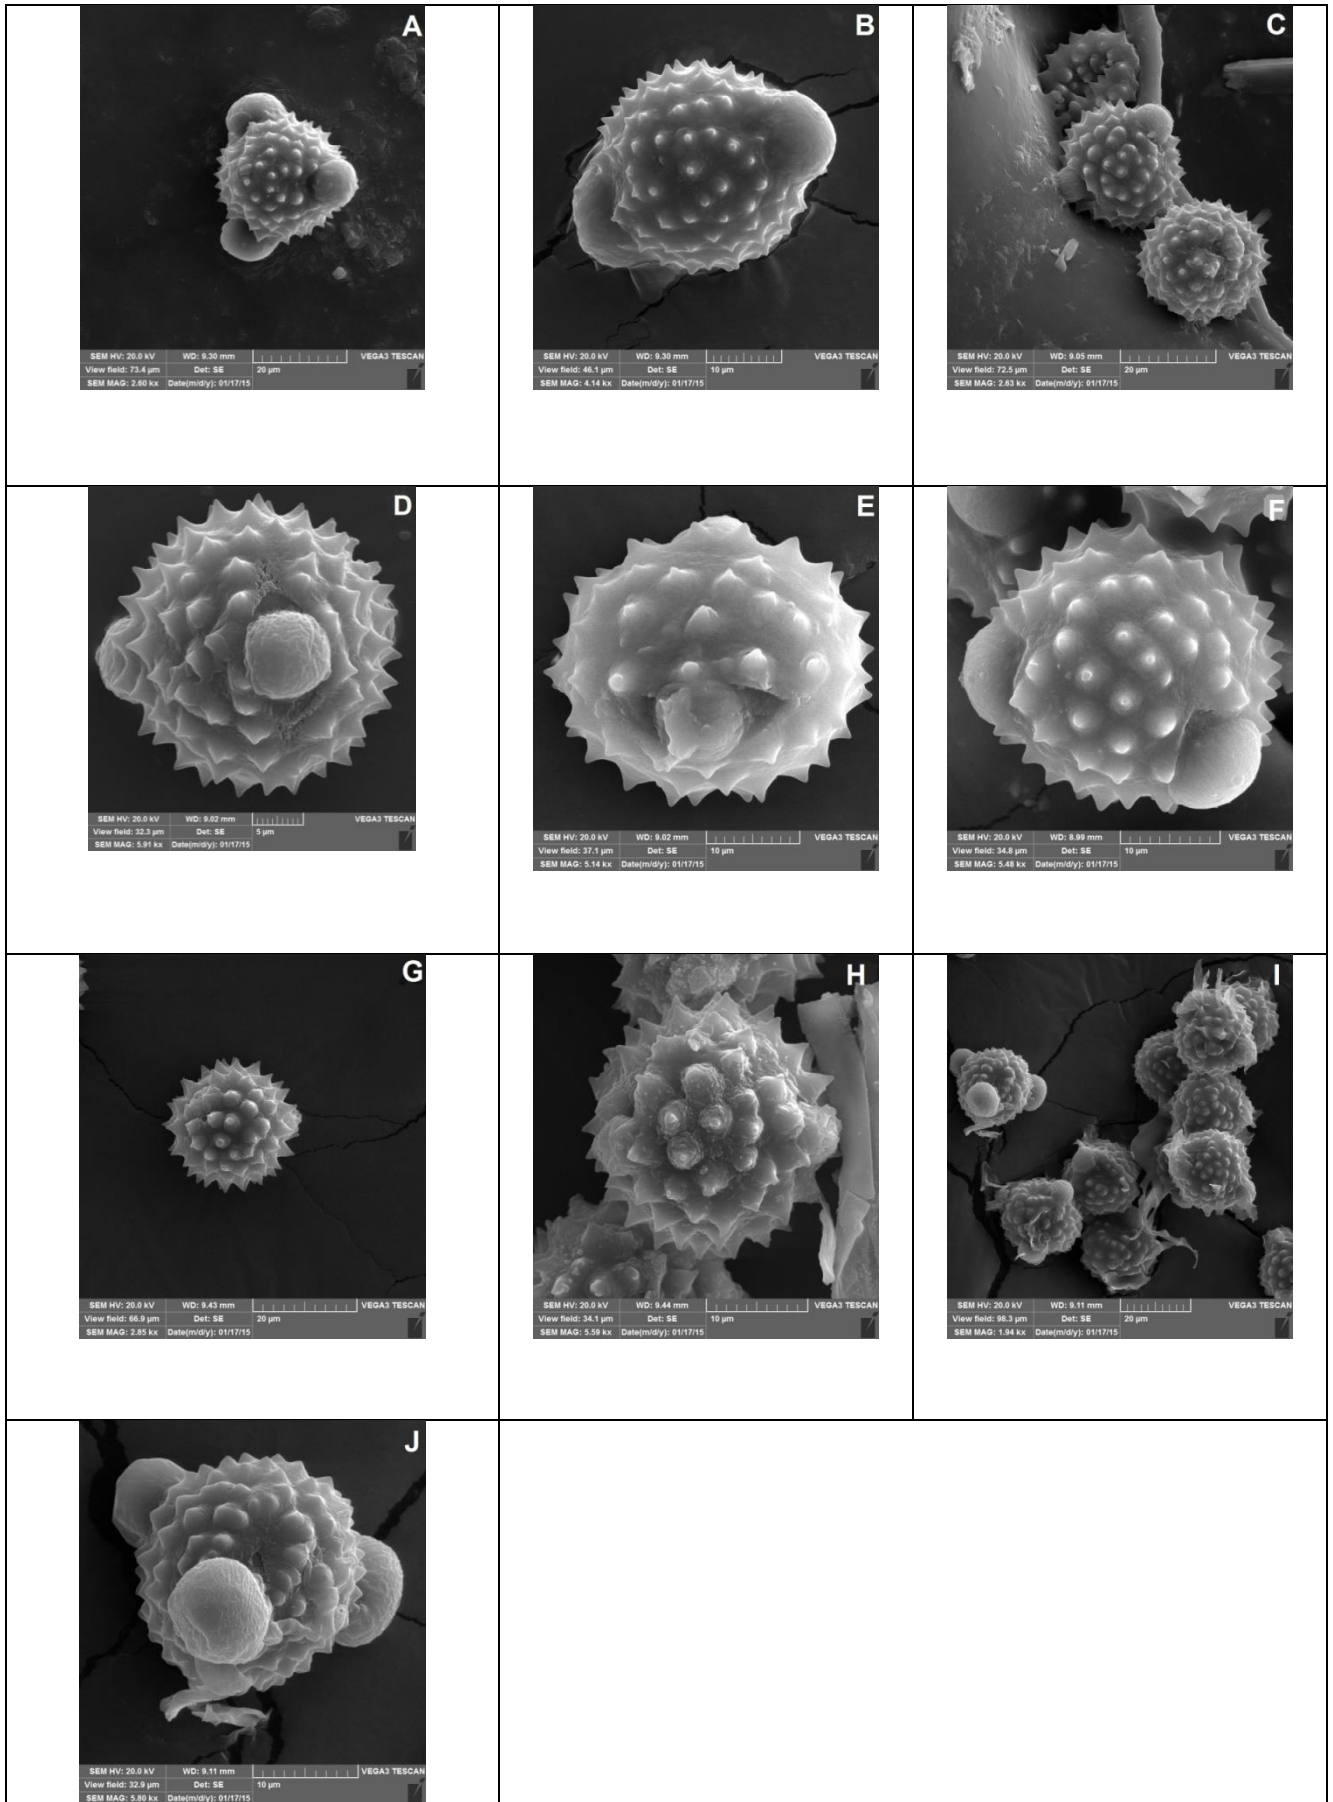 A
SEM HV: 20.0 kV WD: 9.30 mm VEGA3 TESCAN
View field: 73.4 µm Det: SE 20 µm
SEM MAG: 2.60 kx Date(m/d/y): 01/17/15
B
SEM HV: 20.0 kV WD: 9.30 mm VEGA3 TESCAN
View field: 46.1 µm Det: SE 10 µm
SEM MAG: 4.14 kx Date(m/d/y): 01/17/15
C
SEM HV: 20.0 kV WD: 9.05 mm VEGA3 TESCAN
View field: 72.5 µm Det: SE 20 µm
SEM MAG: 2.63 kx Date(m/d/y): 01/17/15
D
SEM HV: 20.0 kV WD: 9.02 mm VEGA3 TESCAN
View field: 32.3 µm Det: SE 5 µm
SEM MAG: 5.91 kx Date(m/d/y): 01/17/15
E
SEM HV: 20.0 kV WD: 9.02 mm VEGA3 TESCAN
View field: 37.1 µm Det: SE 10 µm
SEM MAG: 5.14 kx Date(m/d/y): 01/17/15
F
SEM HV: 20.0 kV WD: 8.99 mm VEGA3 TESCAN
View field: 34.8 µm Det: SE 10 µm
SEM MAG: 5.48 kx Date(m/d/y): 01/17/15
G
SEM HV: 20.0 kV WD: 9.43 mm VEGA3 TESCAN
View field: 66.9 µm Det: SE 20 µm
SEM MAG: 2.85 kx Date(m/d/y): 01/17/15
H
SEM HV: 20.0 kV WD: 9.44 mm VEGA3 TESCAN
View field: 34.1 µm Det: SE 10 µm
SEM MAG: 5.59 kx Date(m/d/y): 01/17/15
I
SEM HV: 20.0 kV WD: 9.11 mm VEGA3 TESCAN
View field: 98.3 µm Det: SE 20 µm
SEM MAG: 1.94 kx Date(m/d/y): 01/17/15
J
SEM HV: 20.0 kV WD: 9.11 mm VEGA3 TESCAN
View field: 32.9 µm Det: SE 10 µm
SEM MAG: 5.80 kx Date(m/d/y): 01/17/15